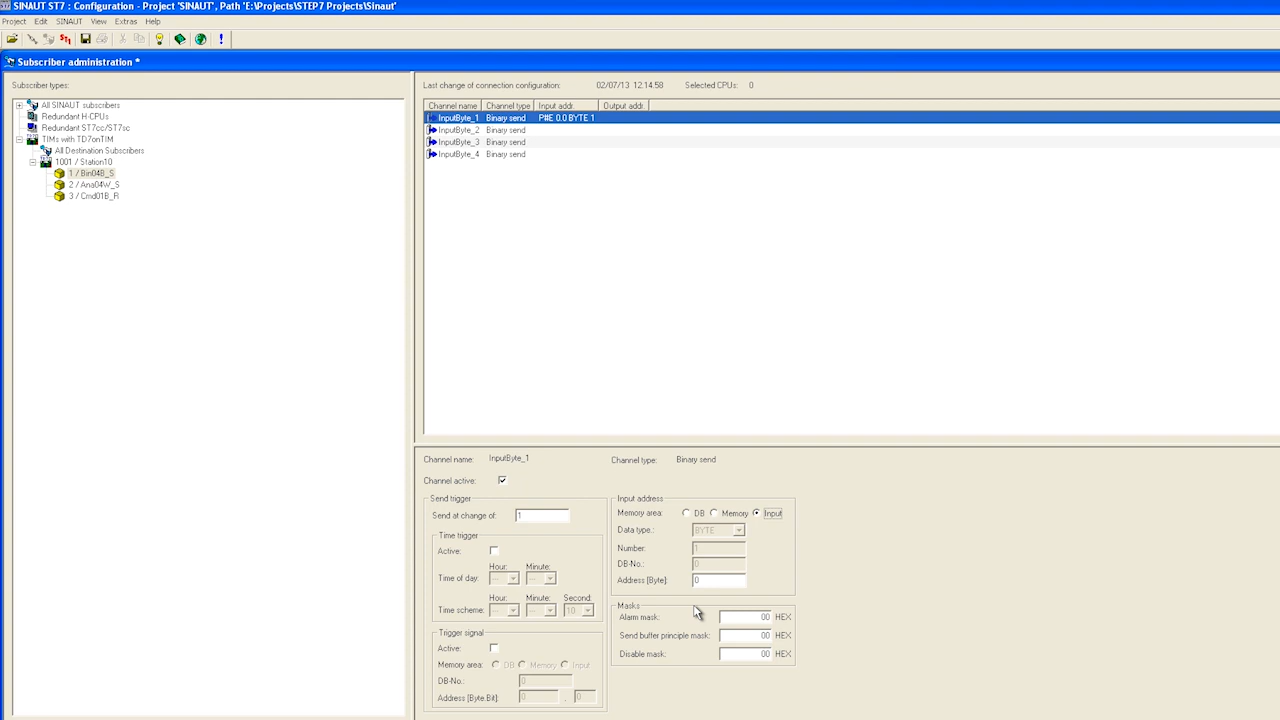 SINAUT ST7 : Configuration - Project 'SINAUT', Path 'E:\Projects\STEP7 Projects\Sinaut'
Project Edit SINAUT View Extras Help
Subscriber administration *
Subscriber types:
All SINAUT subscribers
Redundant H-CPUs
Redundant ST7cc/ST7sc
TIMs with TD7onTIM
All Destination Subscribers
1001 / Station10
1 / Bin04B_S
2 / Ana04W_S
3 / Cmd01B_R
Last change of connection configuration: 02/07/13 12:14:58 Selected CPUs: 0
Channel name Channel type Input addr. Output addr.
InputByte_1 Binary send P#E 0.0 BYTE 1
InputByte_2 Binary send
InputByte_3 Binary send
InputByte_4 Binary send
Channel name: InputByte_1 Channel type: Binary send
Channel active:
Send trigger
Send at change of: 1
Time trigger
Active:
Hour: Minute:
Time of day: --- ---
Hour: Minute: Second:
Time scheme: --- --- 10
Trigger signal
Active:
Memory area: DB Memory Input
DB-No.: 0
Address [Byte.Bit]: 0 . 0
Input address
Memory area: DB Memory Input
Data type.: BYTE
Number: 1
DB-No.: 0
Address [Byte]: 0
Masks
Alarm mask: 00 HEX
Send buffer principle mask: 00 HEX
Disable mask: 00 HEX